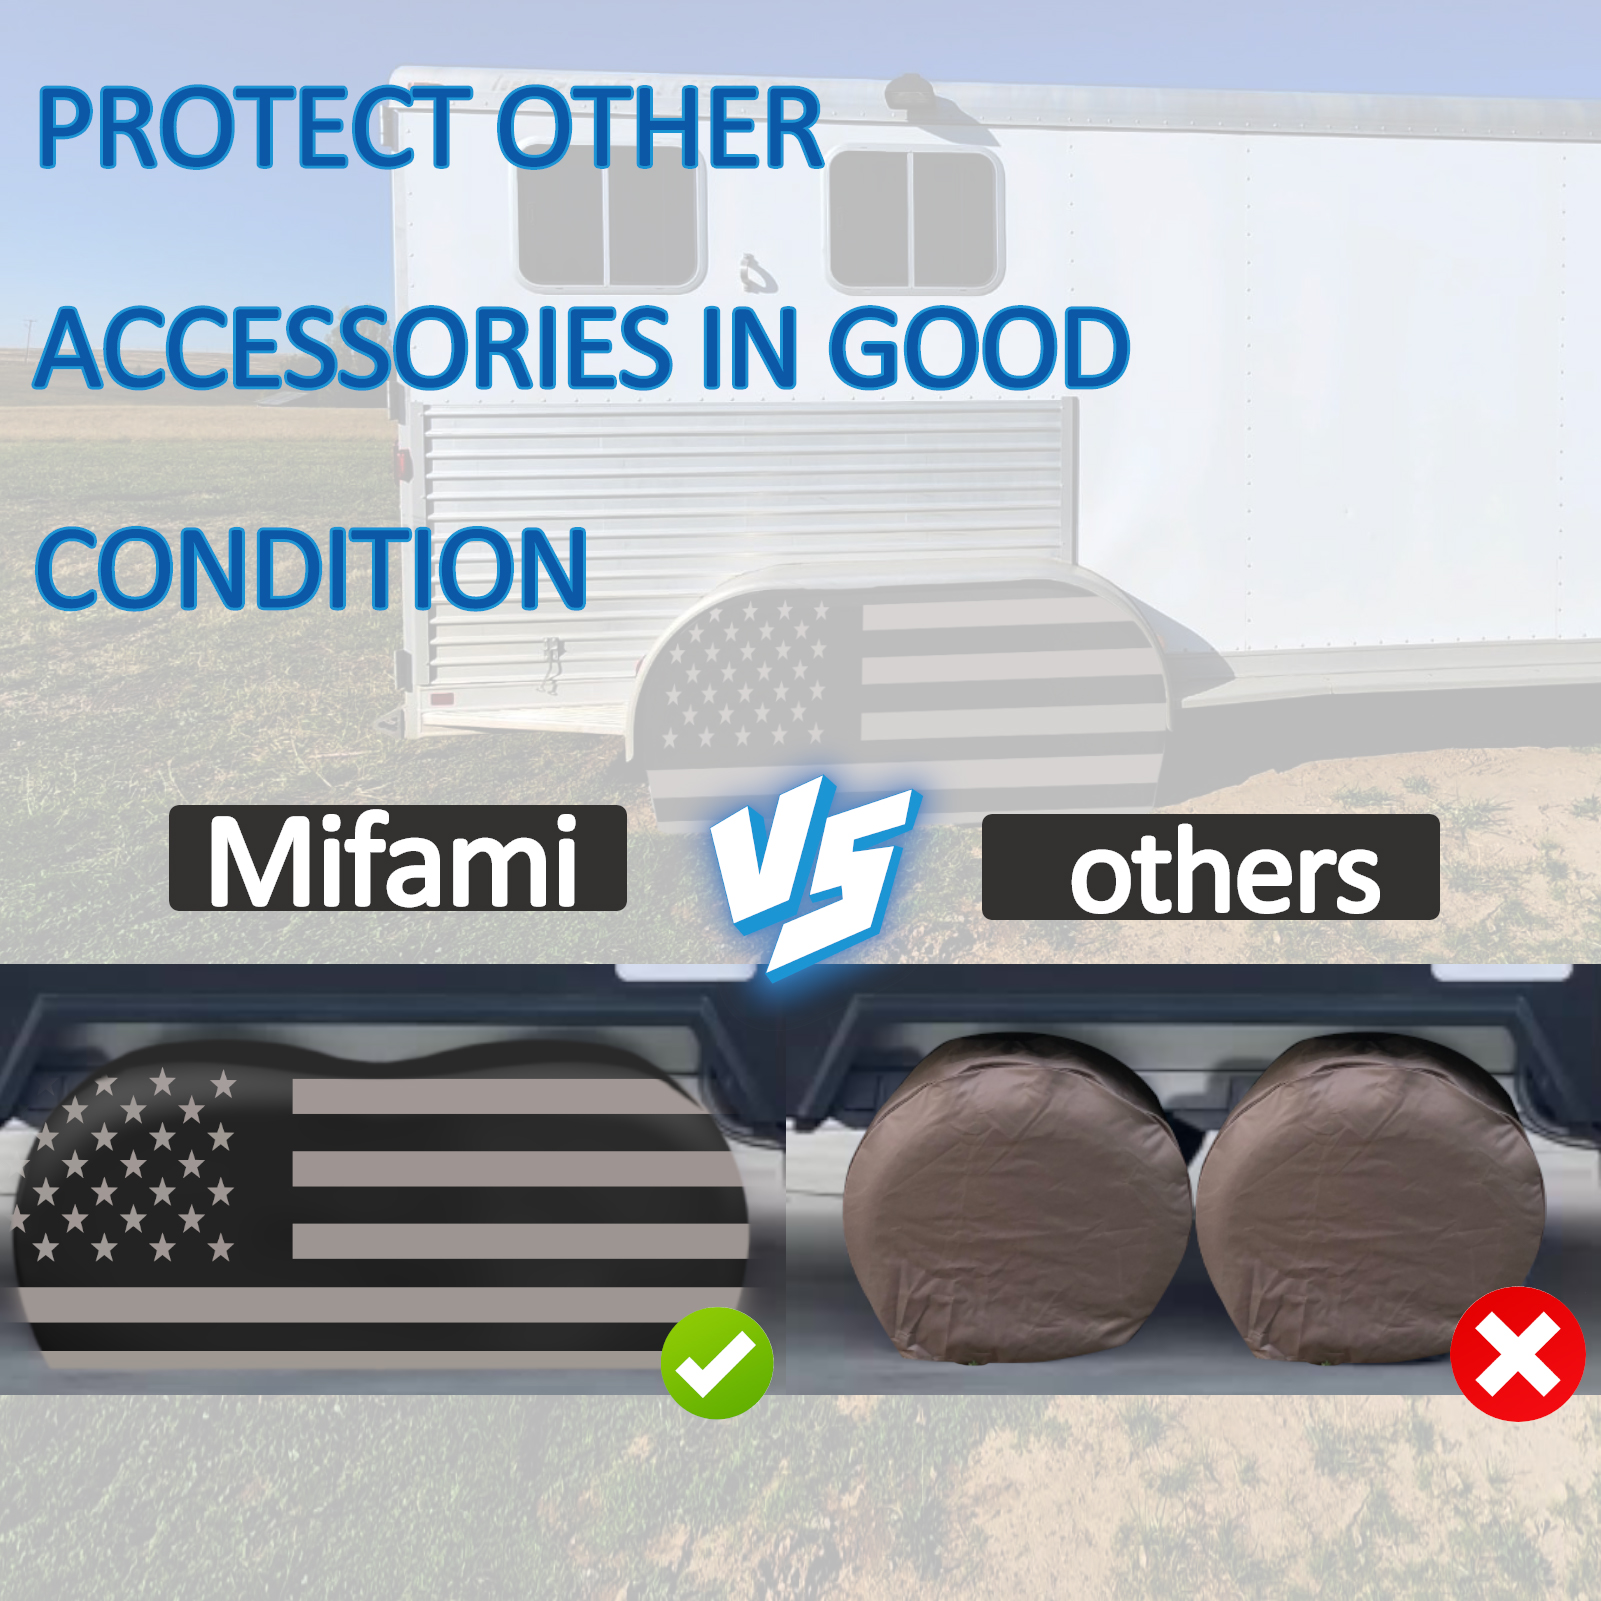 PROTECT OTHER
ACCESSORIES IN GOOD
CONDITION
Mifami
VS
others